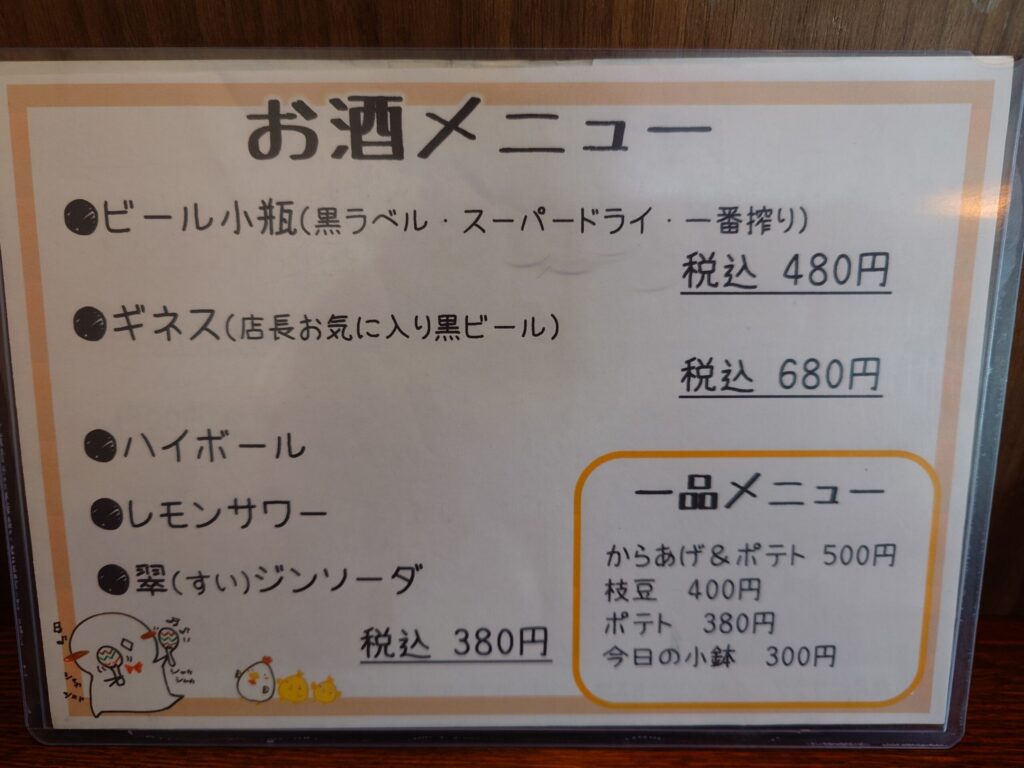 お酒メニュー
●ビール小瓶(黒ラベル・スーパードライ・一番搾り)
税込 480円
●ギネス(店長お気に入り黒ビール)
税込 680円
●ハイボール
●レモンサワー
●翠(すい)ジンソーダ
税込 380円
一品メニュー
からあげ&ポテト 500円
枝豆 400円
ポテト 380円
今日の小鉢 300円